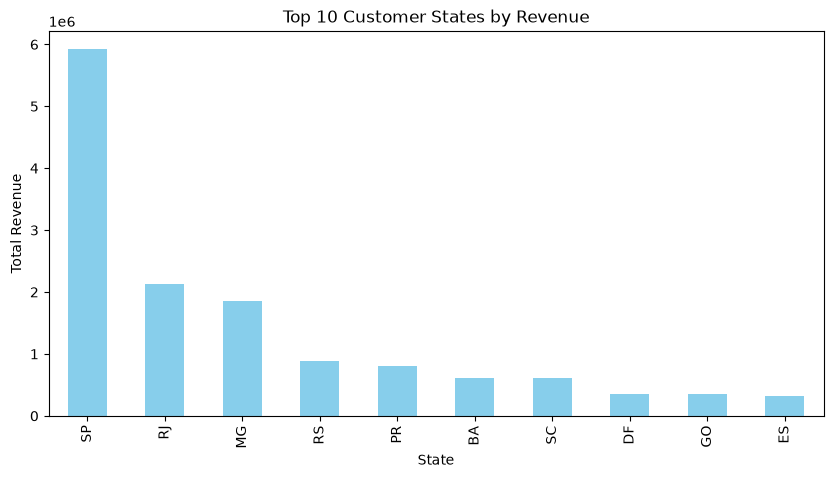 Top 10 Customer States by Revenue
1e6
6
5
4
3
2
1
0
Total Revenue
SP
RJ
MG
RS
PR
BA
SC
DF
GO
ES
State